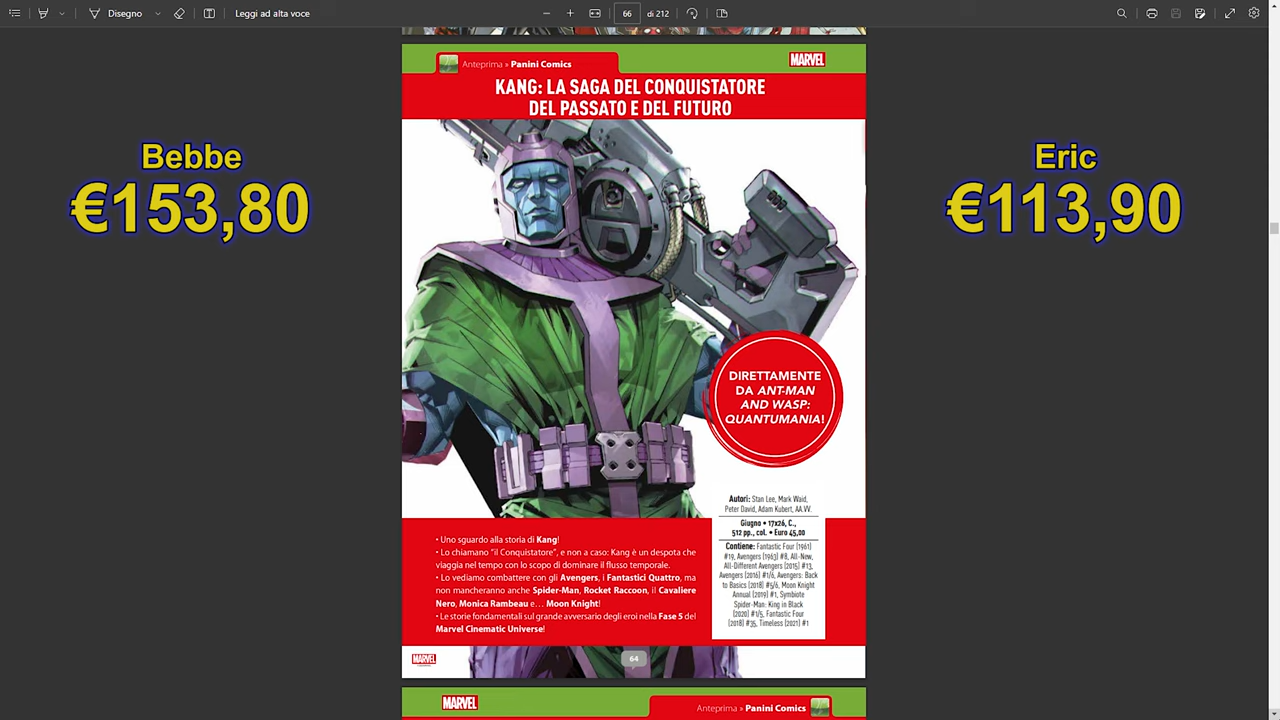 Disegno
Leggi ad alta voce
66
di 212
Anteprima » Panini Comics
MARVEL
KANG: LA SAGA DEL CONQUISTATORE
DEL PASSATO E DEL FUTURO
Bebbe
€153,80
Eric
€113,90
DIRETTAMENTE
DA ANT-MAN
AND WASP:
QUANTUMANIA!
Autori: Stan Lee, Mark Waid,
Peter David, Adam Kubert, AA.VV.
Giugno • 17x26, C.,
512 pp., col. • Euro 45,00
Contiene: Fantastic Four (1961)
#19, Avengers (1963) #8, All-New,
All-Different Avengers (2015) #13,
Avengers (2016) #1/6, Avengers: Back
to Basics (2018) #5/6, Moon Knight
Annual (2019) #1, Symbiote
Spider-Man: King in Black
(2020) #1/5, Fantastic Four
(2018) #35, Timeless (2021) #1
• Uno sguardo alla storia di Kang!
• Lo chiamano "il Conquistatore", e non a caso: Kang è un despota che
viaggia nel tempo con lo scopo di dominare il flusso temporale.
• Lo vediamo combattere con gli Avengers, i Fantastici Quattro, ma
non mancheranno anche Spider-Man, Rocket Raccoon, il Cavaliere
Nero, Monica Rambeau e… Moon Knight!
• Le storie fondamentali sul grande avversario degli eroi nella Fase 5 del
Marvel Cinematic Universe!
MARVEL
64
MARVEL
Anteprima » Panini Comics